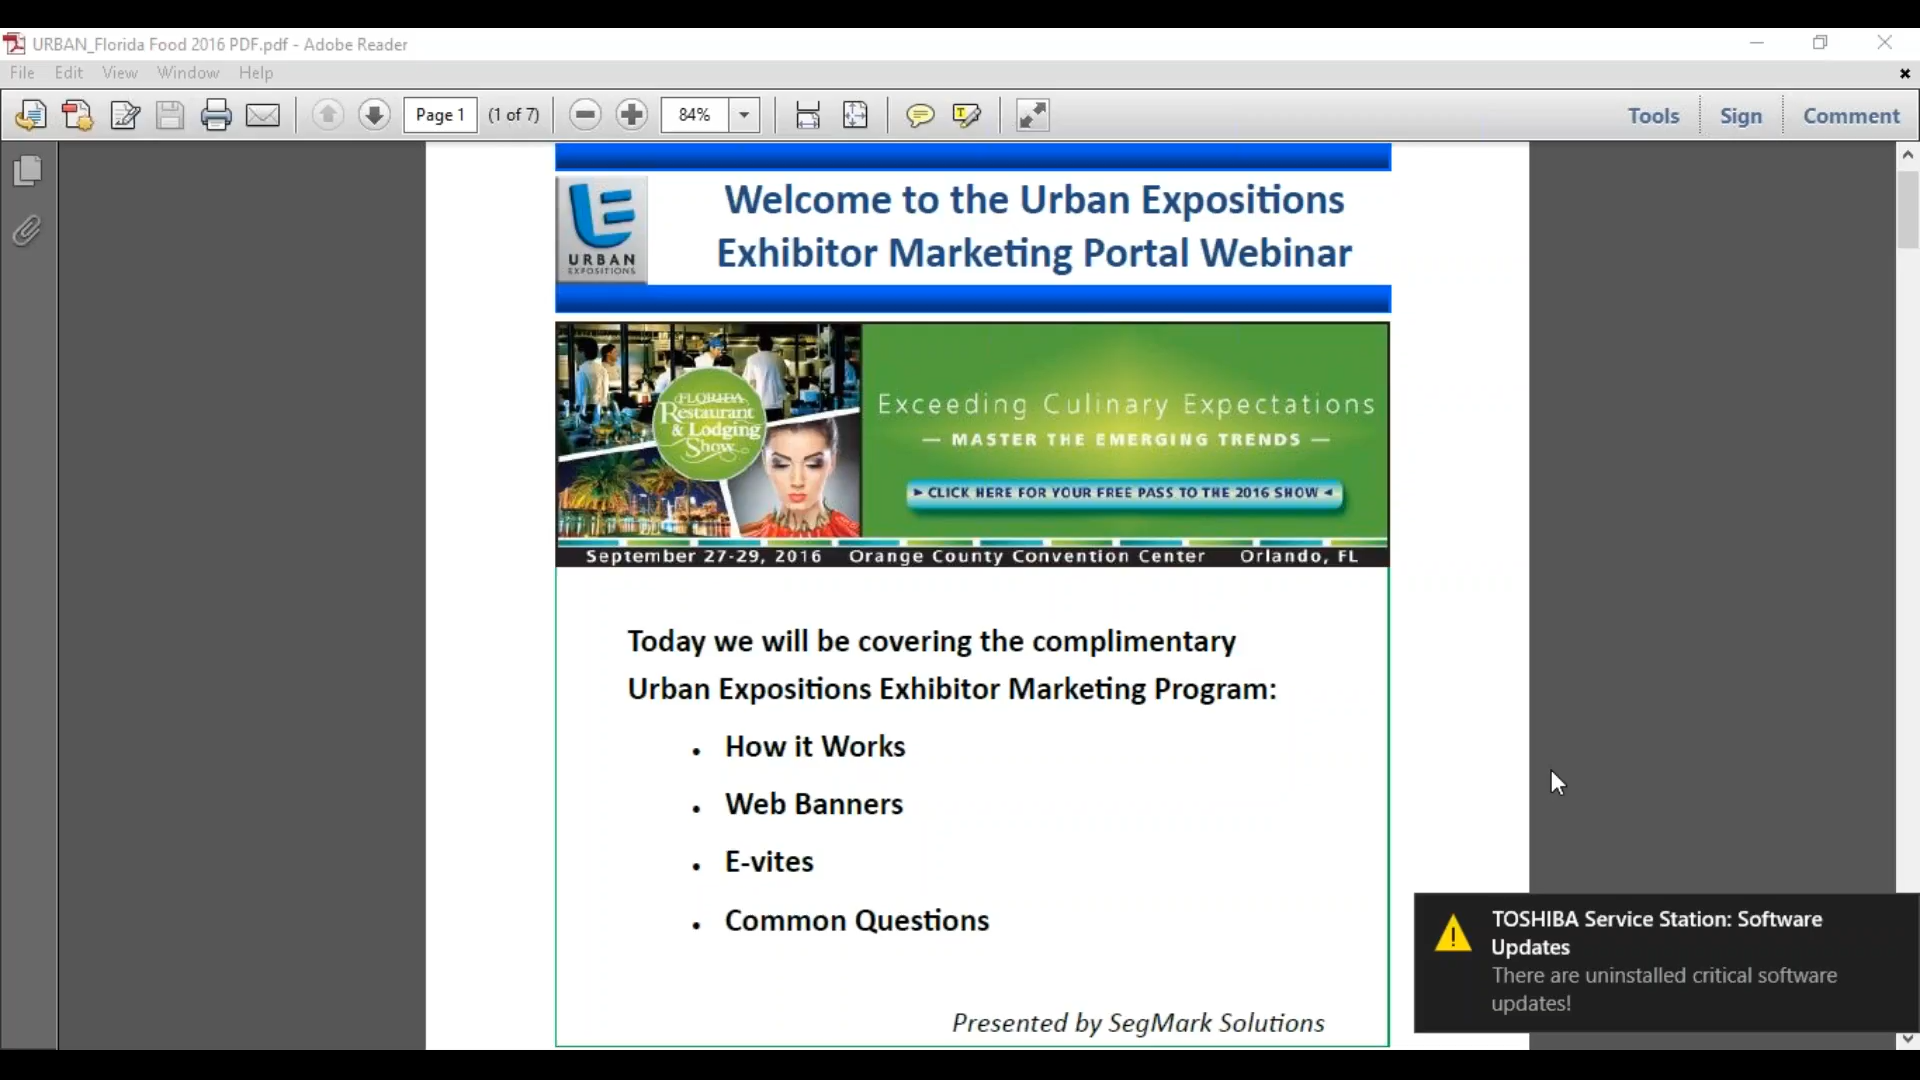 URBAN_Florida Food 2016 PDF.pdf - Adobe Reader
File Edit View Window Help
Page 1 (1 of 7) 84% Tools Sign Comment
Welcome to the Urban Expositions
Exhibitor Marketing Portal Webinar
URBAN
EXPOSITIONS
FLORIDA
Restaurant
& Lodging
Show
Exceeding Culinary Expectations
— MASTER THE EMERGING TRENDS —
CLICK HERE FOR YOUR FREE PASS TO THE 2016 SHOW
September 27-29, 2016 Orange County Convention Center Orlando, FL
Today we will be covering the complimentary
Urban Expositions Exhibitor Marketing Program:
• How it Works
• Web Banners
• E-vites
• Common Questions
Presented by SegMark Solutions
TOSHIBA Service Station: Software
Updates
There are uninstalled critical software
updates!